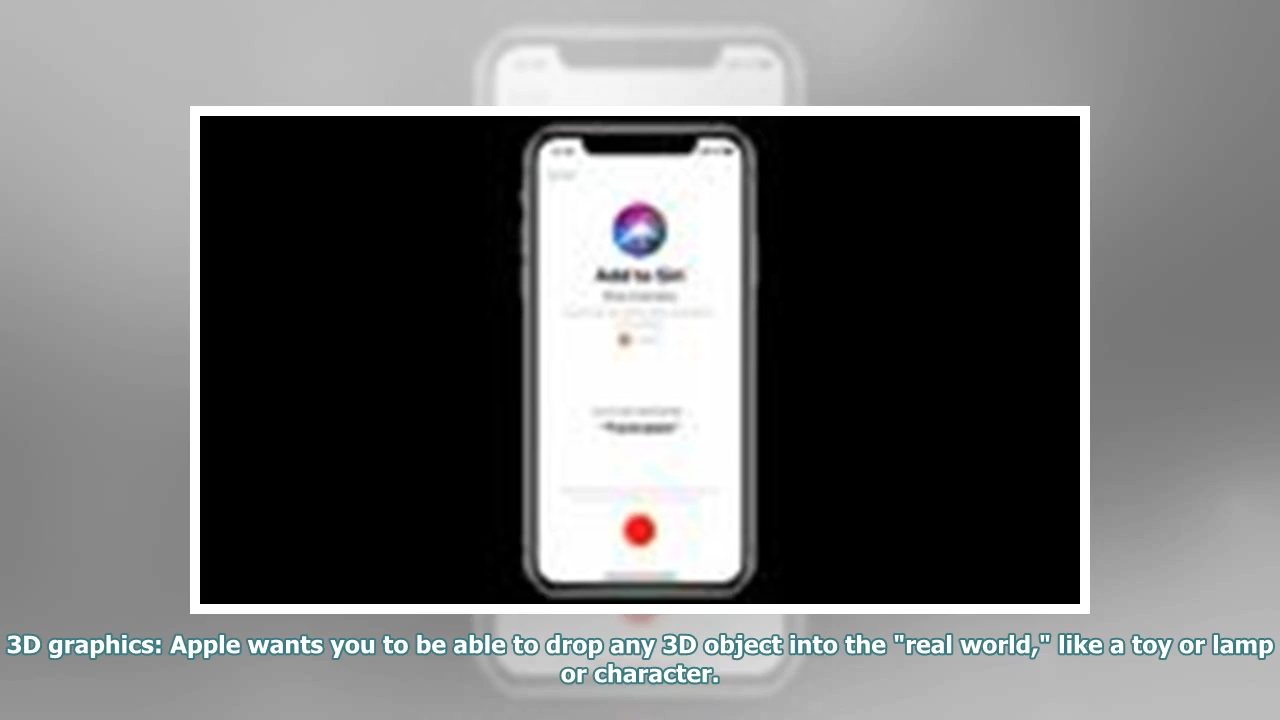 Add to Siri
3D graphics: Apple wants you to be able to drop any 3D object into the "real world," like a toy or lamp
or character.